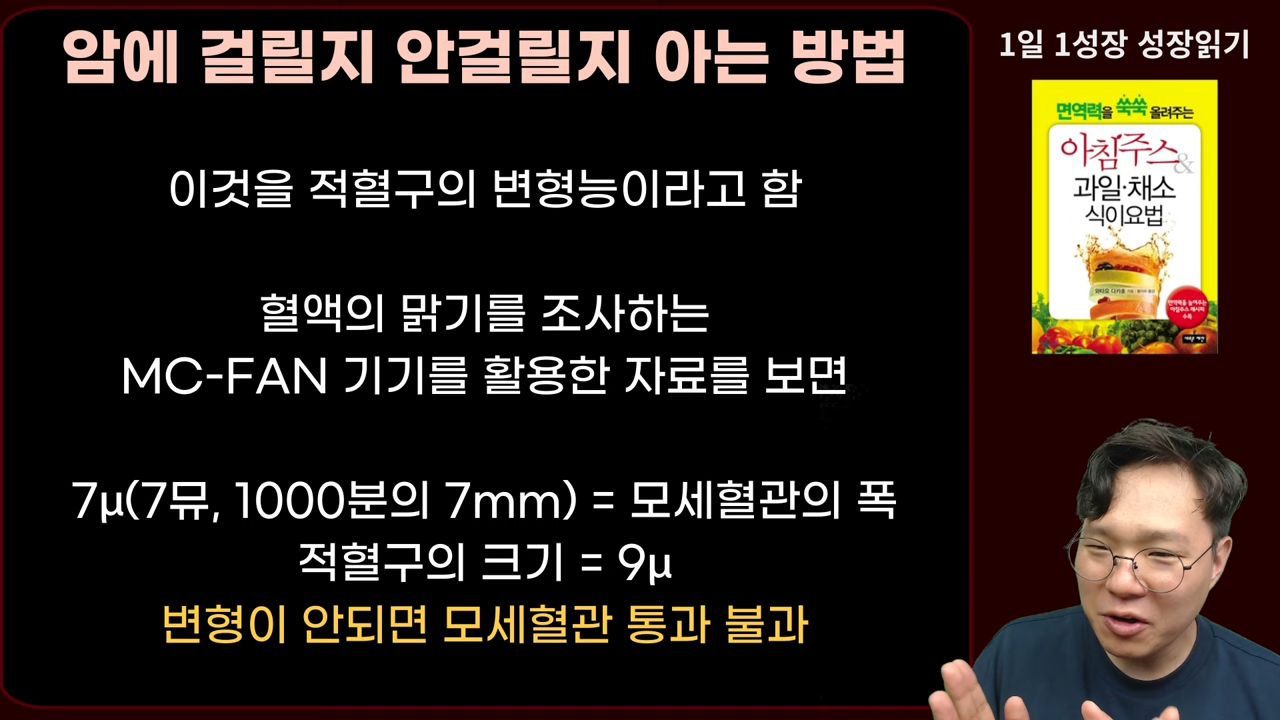 암에 걸릴지 안걸릴지 아는 방법
이것을 적혈구의 변형능이라고 함
혈액의 맑기를 조사하는
MC-FAN 기기를 활용한 자료를 보면
7μ(7뮤, 1000분의 7mm) = 모세혈관의 폭
적혈구의 크기 = 9μ
변형이 안되면 모세혈관 통과 불과
1일 1성장 성장읽기
면역력을 쑥쑥 올려주는
아침주스&
과일·채소
식이요법